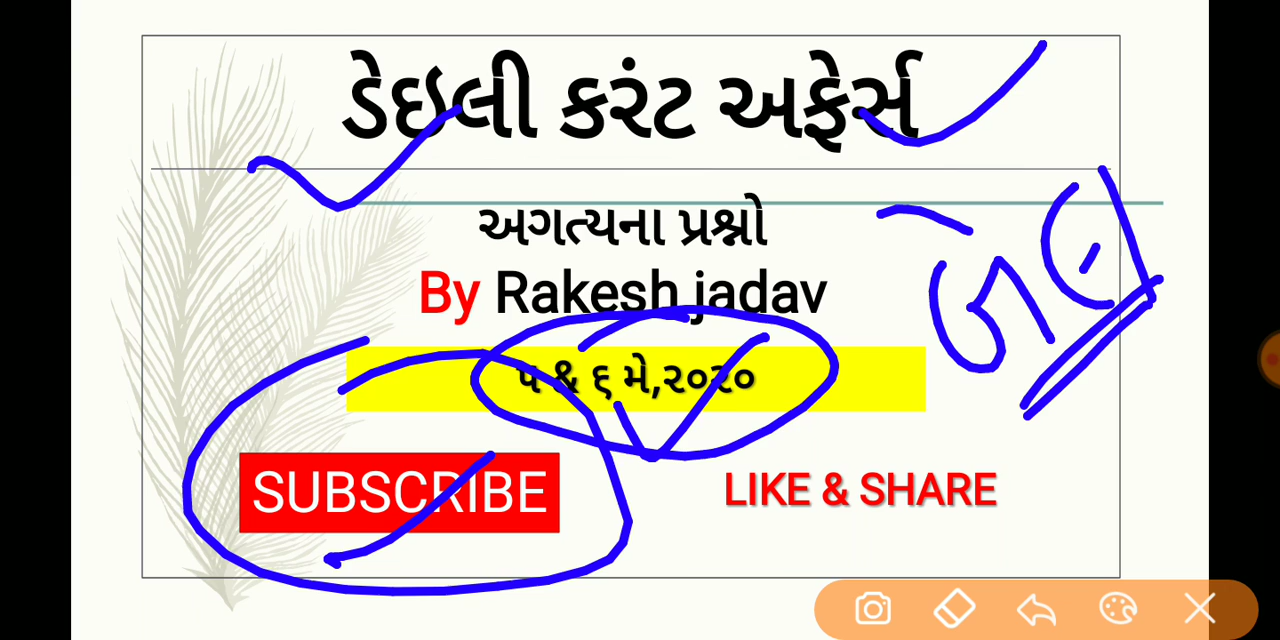 ડેઇલી કરંટ અફેર્સ
અગત્યના પ્રશ્નો
By Rakesh jadav
૫ & ૬ મે,૨૦૨૦
SUBSCRIBE
LIKE & SHARE